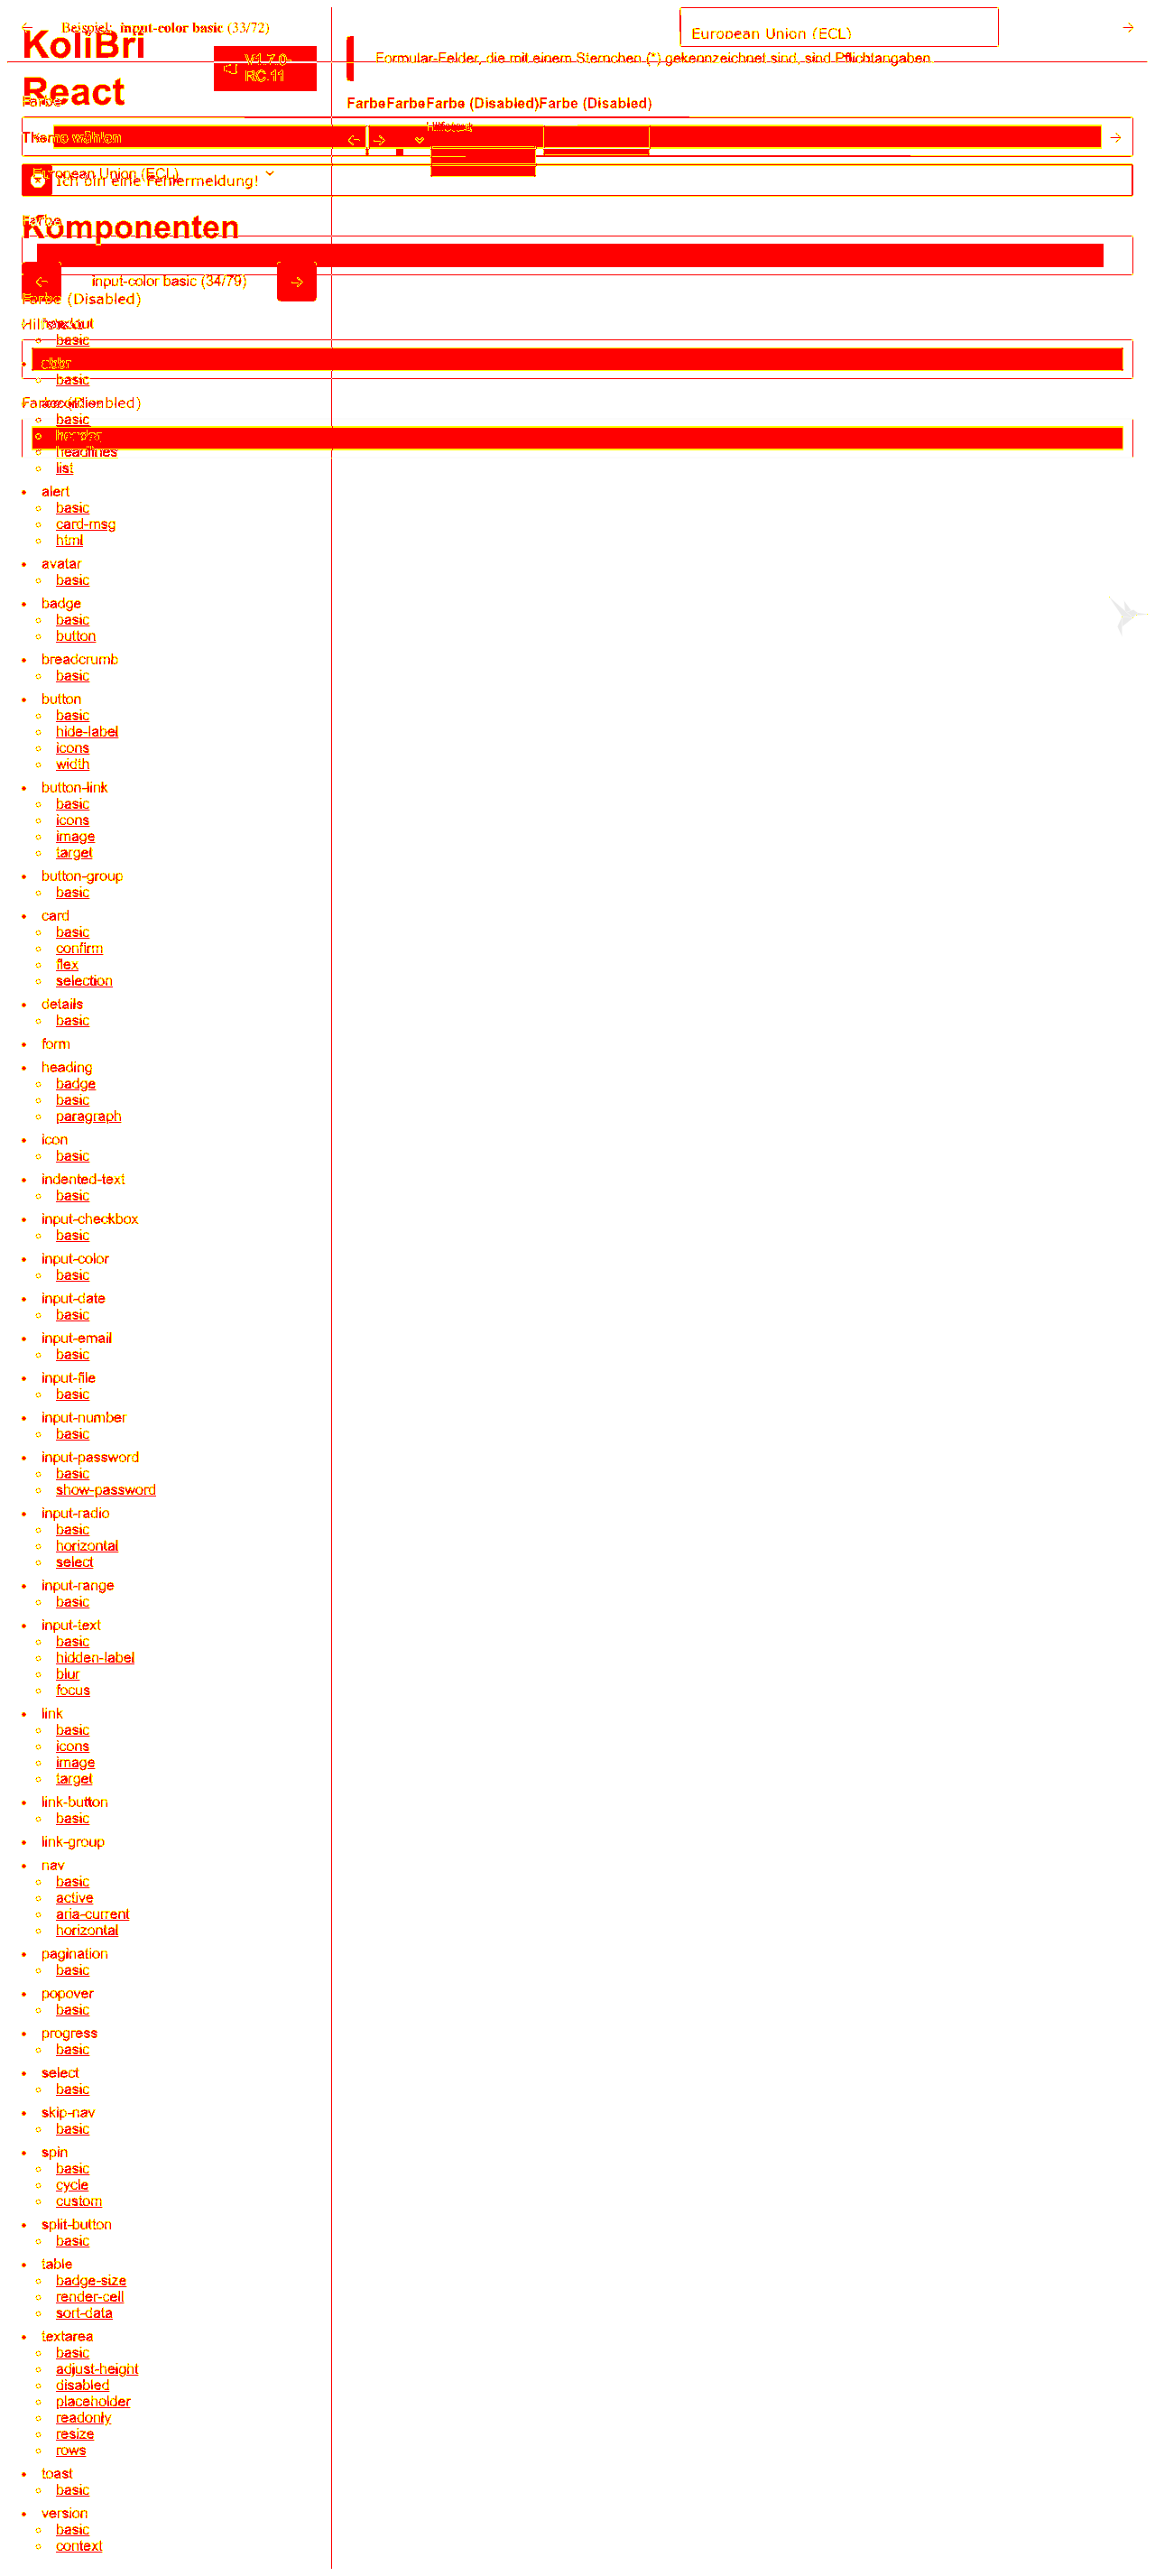 Beispiel: input-color basic (33/72)
European Union (ECL)
KoliBri
React
V1.7.0-
RC.11
Formular-Felder, die mit einem Sternchen (*) gekennzeichnet sind, sind Pflichtangaben.
Farbe
FarbeFarbeFarbe (Disabled)Farbe (Disabled)
Theme wählen
Hilfetext
European Union (ECL)
Ich bin eine Fehlermeldung!
Farbe
Komponenten
input-color basic (34/79)
Farbe (Disabled)
Hilfetext
basic
abbr
basic
Farbe (Disabled)
accordion
basic
header
headlines
list
alert
basic
card-msg
html
avatar
basic
badge
basic
button
breadcrumb
basic
button
basic
hide-label
icons
width
button-link
basic
icons
image
target
button-group
basic
card
basic
confirm
flex
selection
details
basic
form
heading
badge
basic
paragraph
icon
basic
indented-text
basic
input-checkbox
basic
input-color
basic
input-date
basic
input-email
basic
input-file
basic
input-number
basic
input-password
basic
show-password
input-radio
basic
horizontal
select
input-range
basic
input-text
basic
hidden-label
blur
focus
link
basic
icons
image
target
link-button
basic
link-group
nav
basic
active
aria-current
horizontal
pagination
basic
popover
basic
progress
basic
select
basic
skip-nav
basic
spin
basic
cycle
custom
split-button
basic
table
badge-size
render-cell
sort-data
textarea
basic
adjust-height
disabled
placeholder
readonly
resize
rows
toast
basic
version
basic
context